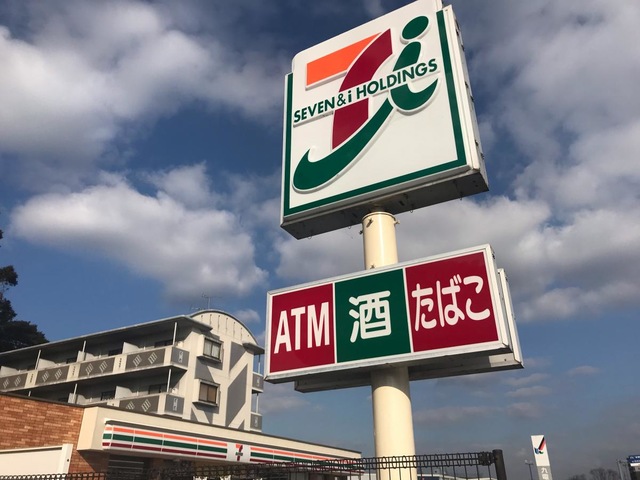 SEVEN & i HOLDINGS
ATM 酒 たばこ